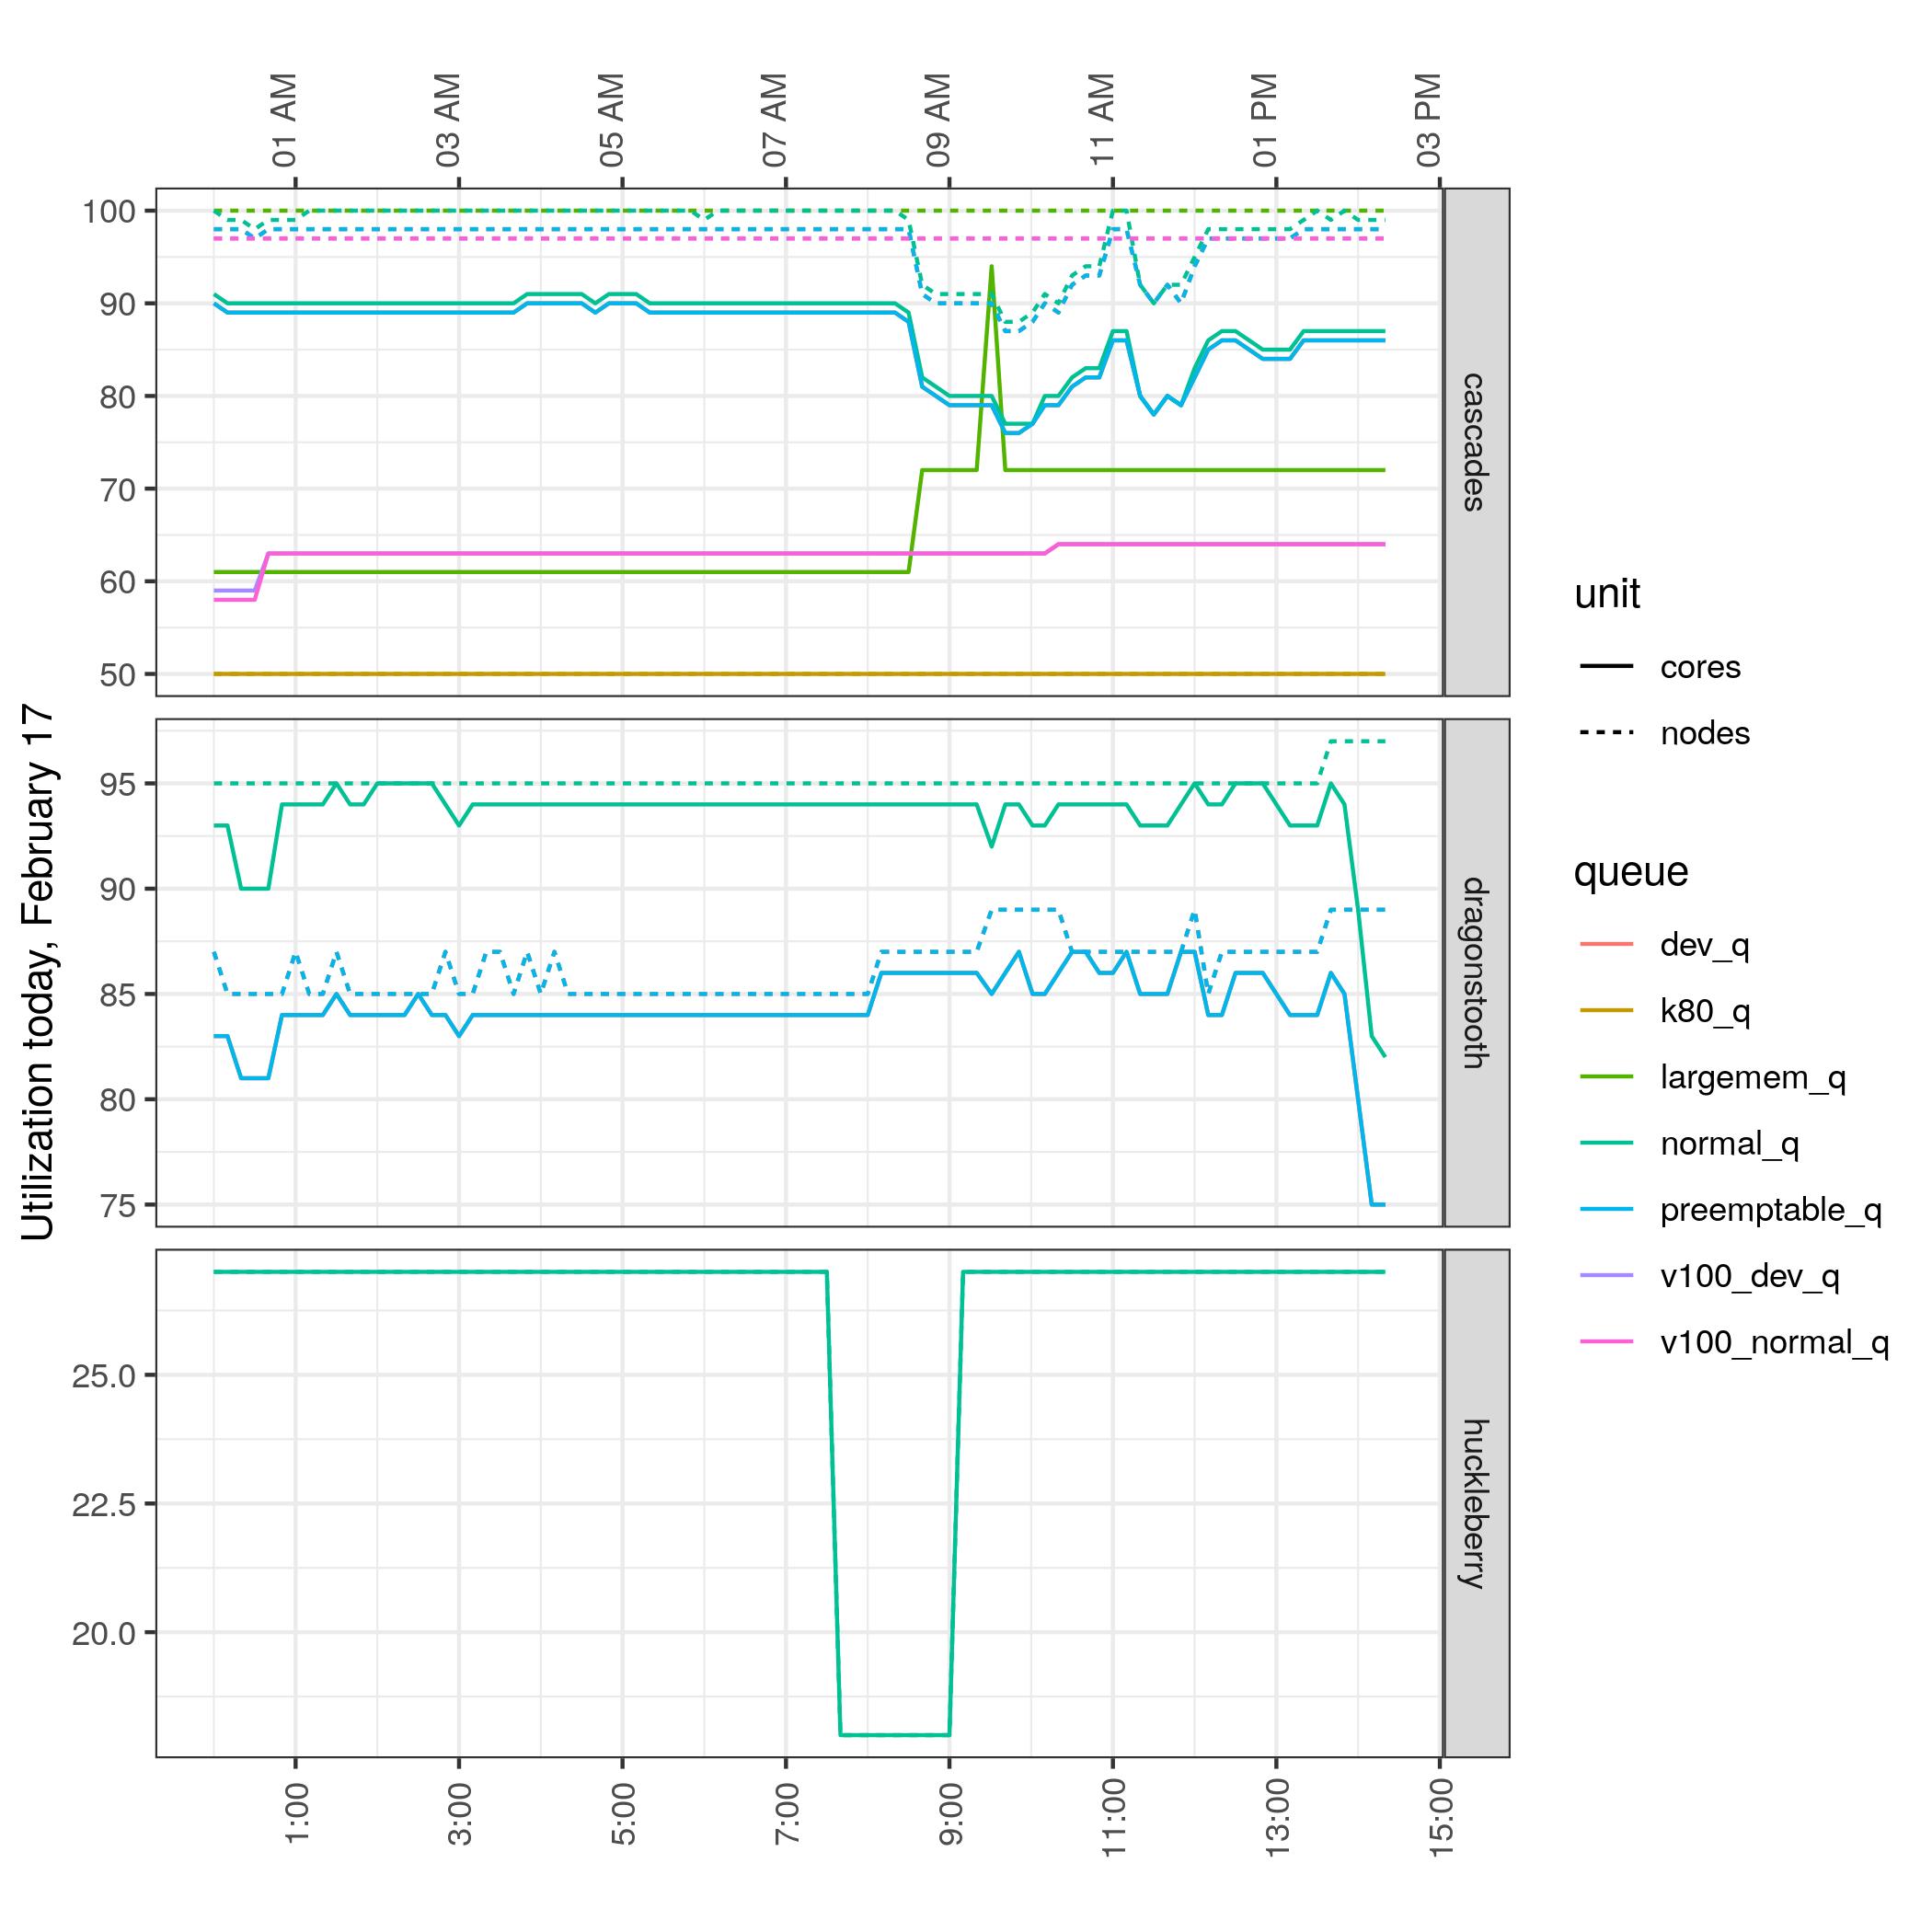 01 AM
03 AM
05 AM
07 AM
09 AM
11 AM
01 PM
03 PM
Utilization today, February 17
100
90
80
70
60
50
cascades
95
90
85
80
75
dragonstooth
25.0
22.5
20.0
huckleberry
1:00
3:00
5:00
7:00
9:00
11:00
13:00
15:00
unit
cores
nodes
queue
dev_q
k80_q
largemem_q
normal_q
preemptable_q
v100_dev_q
v100_normal_q